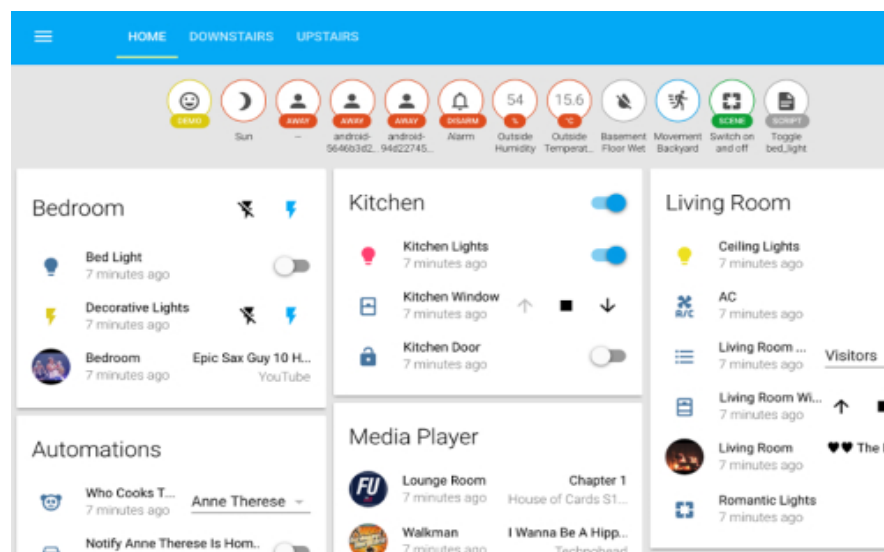 HOME DOWNSTAIRS UPSTAIRS
54 15.6
DEMO AWAY AWAY AWAY DISARM % °C SCENE SCRIPT
Sun – android- android- Alarm Outside Outside Basement Movement Switch on Toggle
5646b3d2... 94d22745... Humidity Temperat... Floor Wet Backyard and off bed_light
Bedroom
Bed Light
7 minutes ago
Decorative Lights
7 minutes ago
Bedroom Epic Sax Guy 10 H...
7 minutes ago YouTube
Automations
Who Cooks T...
7 minutes ago Anne Therese
Notify Anne Therese Is Hom..
Kitchen
Kitchen Lights
7 minutes ago
Kitchen Window
7 minutes ago
Kitchen Door
7 minutes ago
Media Player
FU
Lounge Room Chapter 1
7 minutes ago House of Cards S1...
Walkman I Wanna Be A Hipp...
7 minutes ago Technohead
Living Room
Ceiling Lights
7 minutes ago
A/C
AC
7 minutes ago
Living Room ... Visitors
7 minutes ago
Living Room Wi...
7 minutes ago
Living Room ♥♥ The
7 minutes ago
Romantic Lights
7 minutes ago